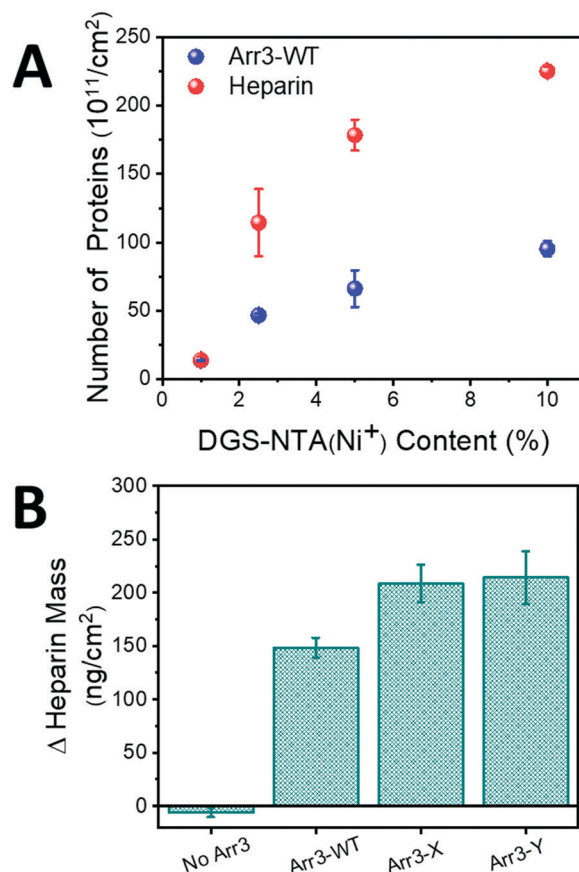 A
Number of Proteins (10¹¹/cm²)
250
200
150
100
50
0
Arr3-WT
Heparin
0 2 4 6 8 10
DGS-NTA(Ni⁺) Content (%)
B
Δ Heparin Mass
(ng/cm²)
300
250
200
150
100
50
0
No Arr3 Arr3-WT Arr3-X Arr3-Y